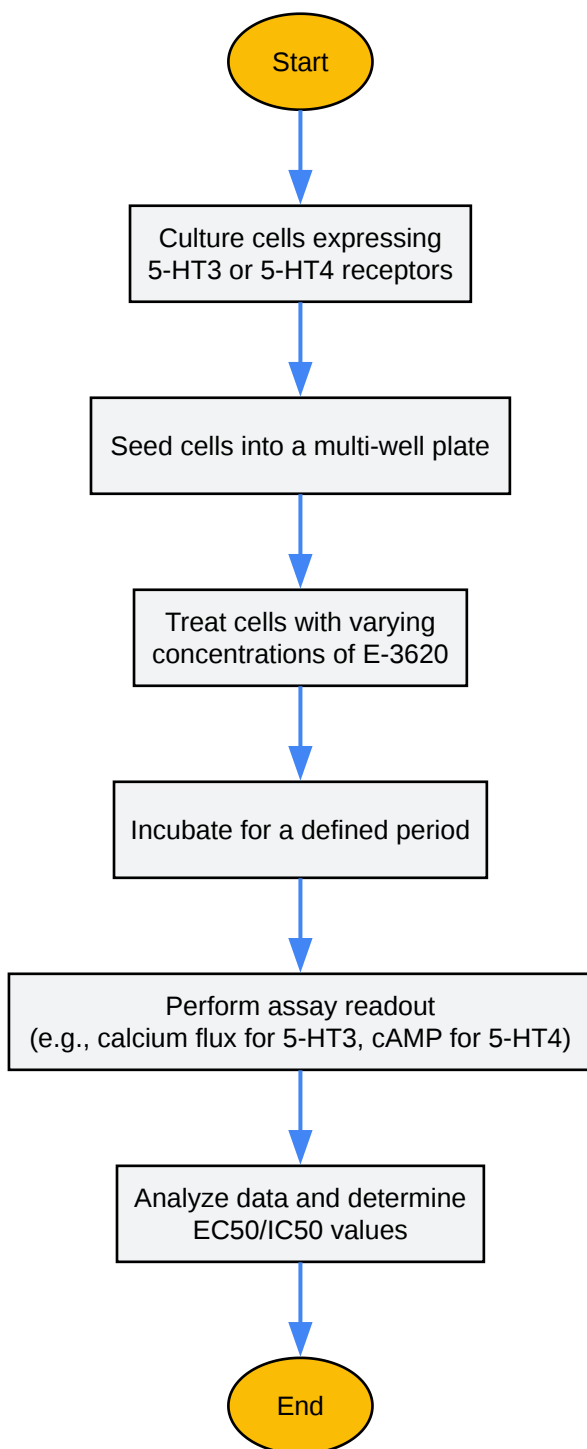 Start
Culture cells expressing
5-HT3 or 5-HT4 receptors
Seed cells into a multi-well plate
Treat cells with varying
concentrations of E-3620
Incubate for a defined period
Perform assay readout
(e.g., calcium flux for 5-HT3, cAMP for 5-HT4)
Analyze data and determine
EC50/IC50 values
End